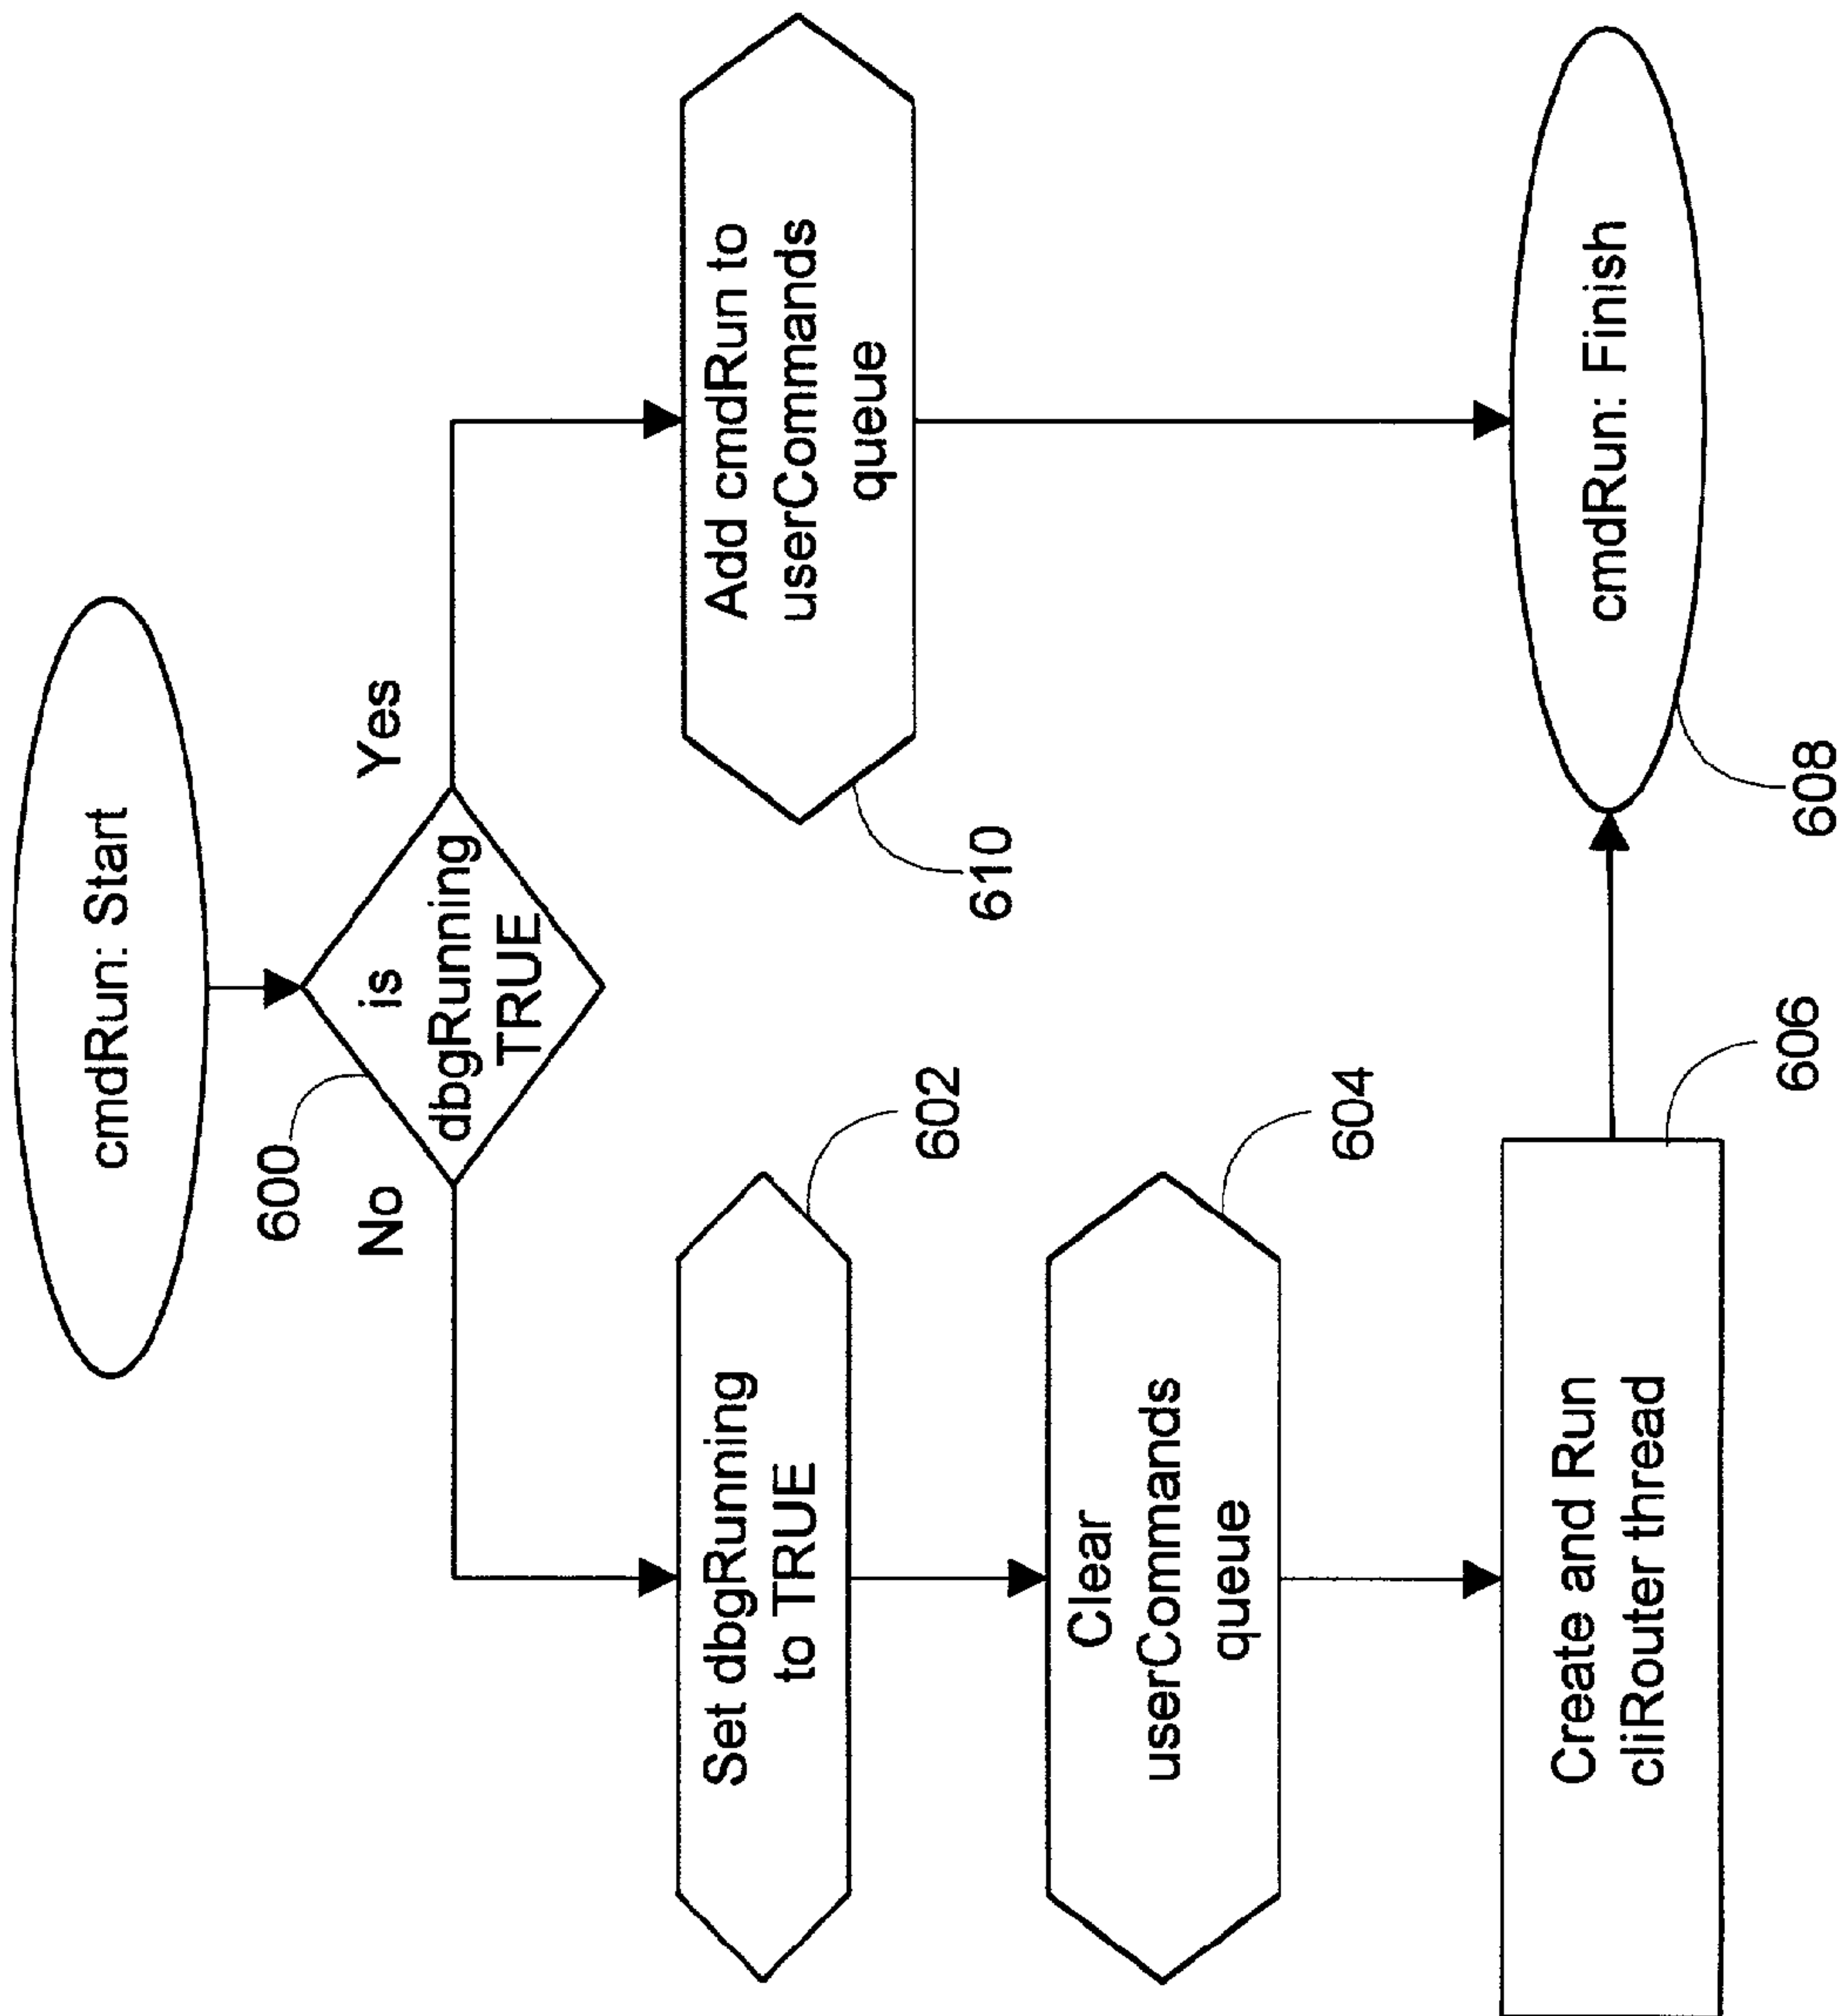 cmdRun: Start
600
is
dbgRunning
TRUE
No
Yes
Set dbgRunning
to TRUE
602
Add cmdRun to
userCommands
queue
610
Clear
userCommands
queue
604
Create and Run
cliRouter thread
606
cmdRun: Finish
608